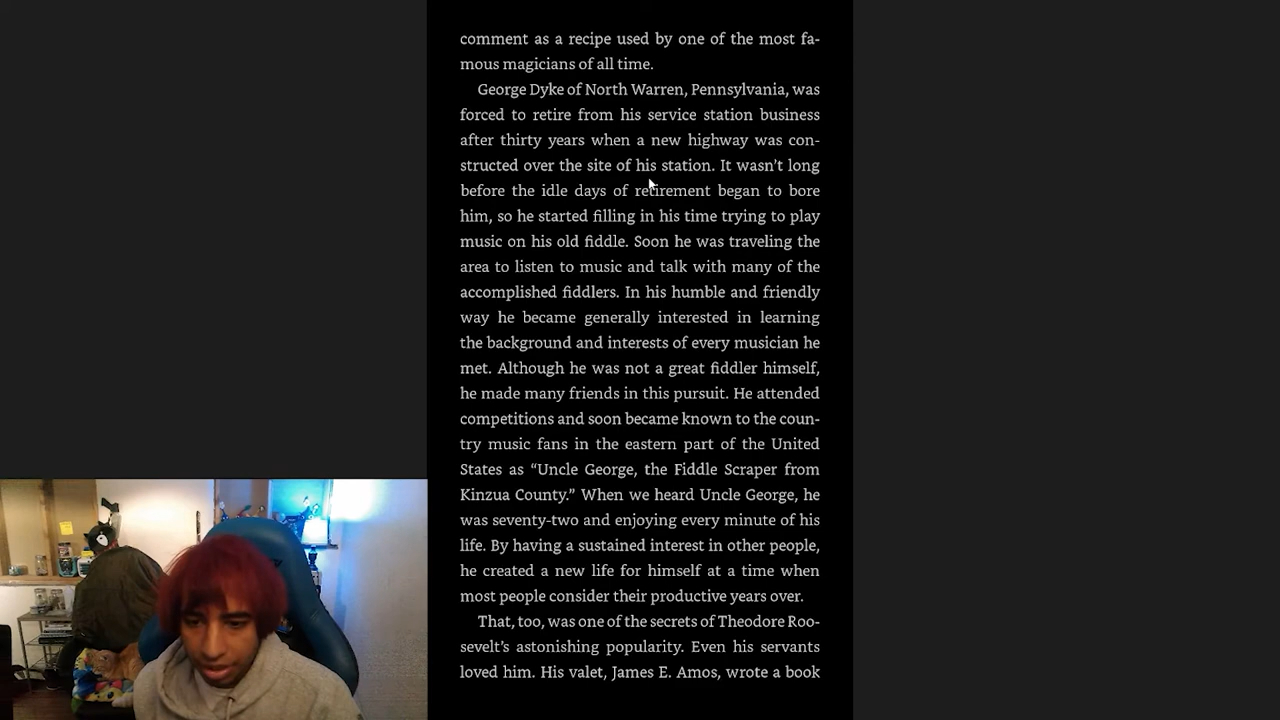 comment as a recipe used by one of the most fa-
mous magicians of all time.
George Dyke of North Warren, Pennsylvania, was
forced to retire from his service station business
after thirty years when a new highway was con-
structed over the site of his station. It wasn’t long
before the idle days of retirement began to bore
him, so he started filling in his time trying to play
music on his old fiddle. Soon he was traveling the
area to listen to music and talk with many of the
accomplished fiddlers. In his humble and friendly
way he became generally interested in learning
the background and interests of every musician he
met. Although he was not a great fiddler himself,
he made many friends in this pursuit. He attended
competitions and soon became known to the coun-
try music fans in the eastern part of the United
States as “Uncle George, the Fiddle Scraper from
Kinzua County.” When we heard Uncle George, he
was seventy-two and enjoying every minute of his
life. By having a sustained interest in other people,
he created a new life for himself at a time when
most people consider their productive years over.
That, too, was one of the secrets of Theodore Roo-
sevelt’s astonishing popularity. Even his servants
loved him. His valet, James E. Amos, wrote a book